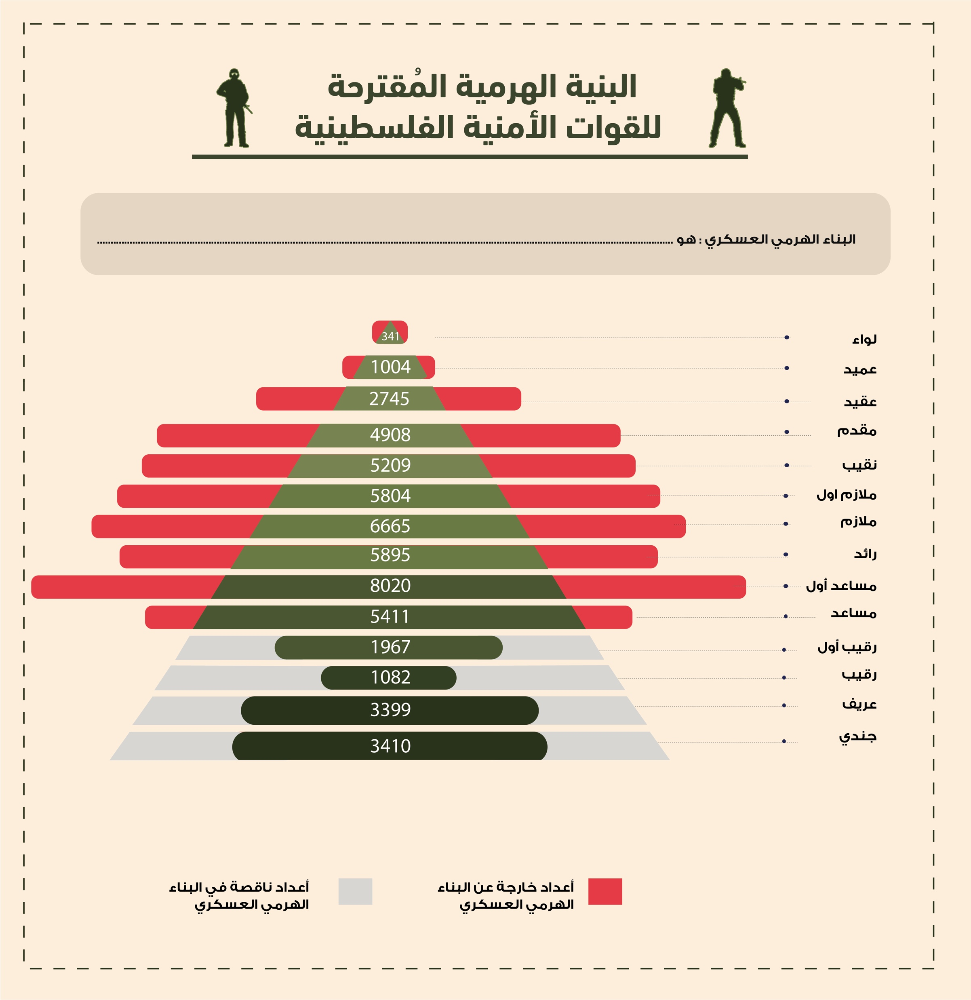 البنية الهرمية المُقترحة
للقوات الأمنية الفلسطينية
البناء الهرمي العسكري : هو ........................................................................
341 لواء
1004 عميد
2745 عقيد
4908 مقدم
5209 نقيب
5804 ملازم اول
6665 ملازم
5895 رائد
8020 مساعد أول
5411 مساعد
1967 رقيب أول
1082 رقيب
3399 عريف
3410 جندي
أعداد خارجة عن البناء
الهرمي العسكري
أعداد ناقصة في البناء
الهرمي العسكري